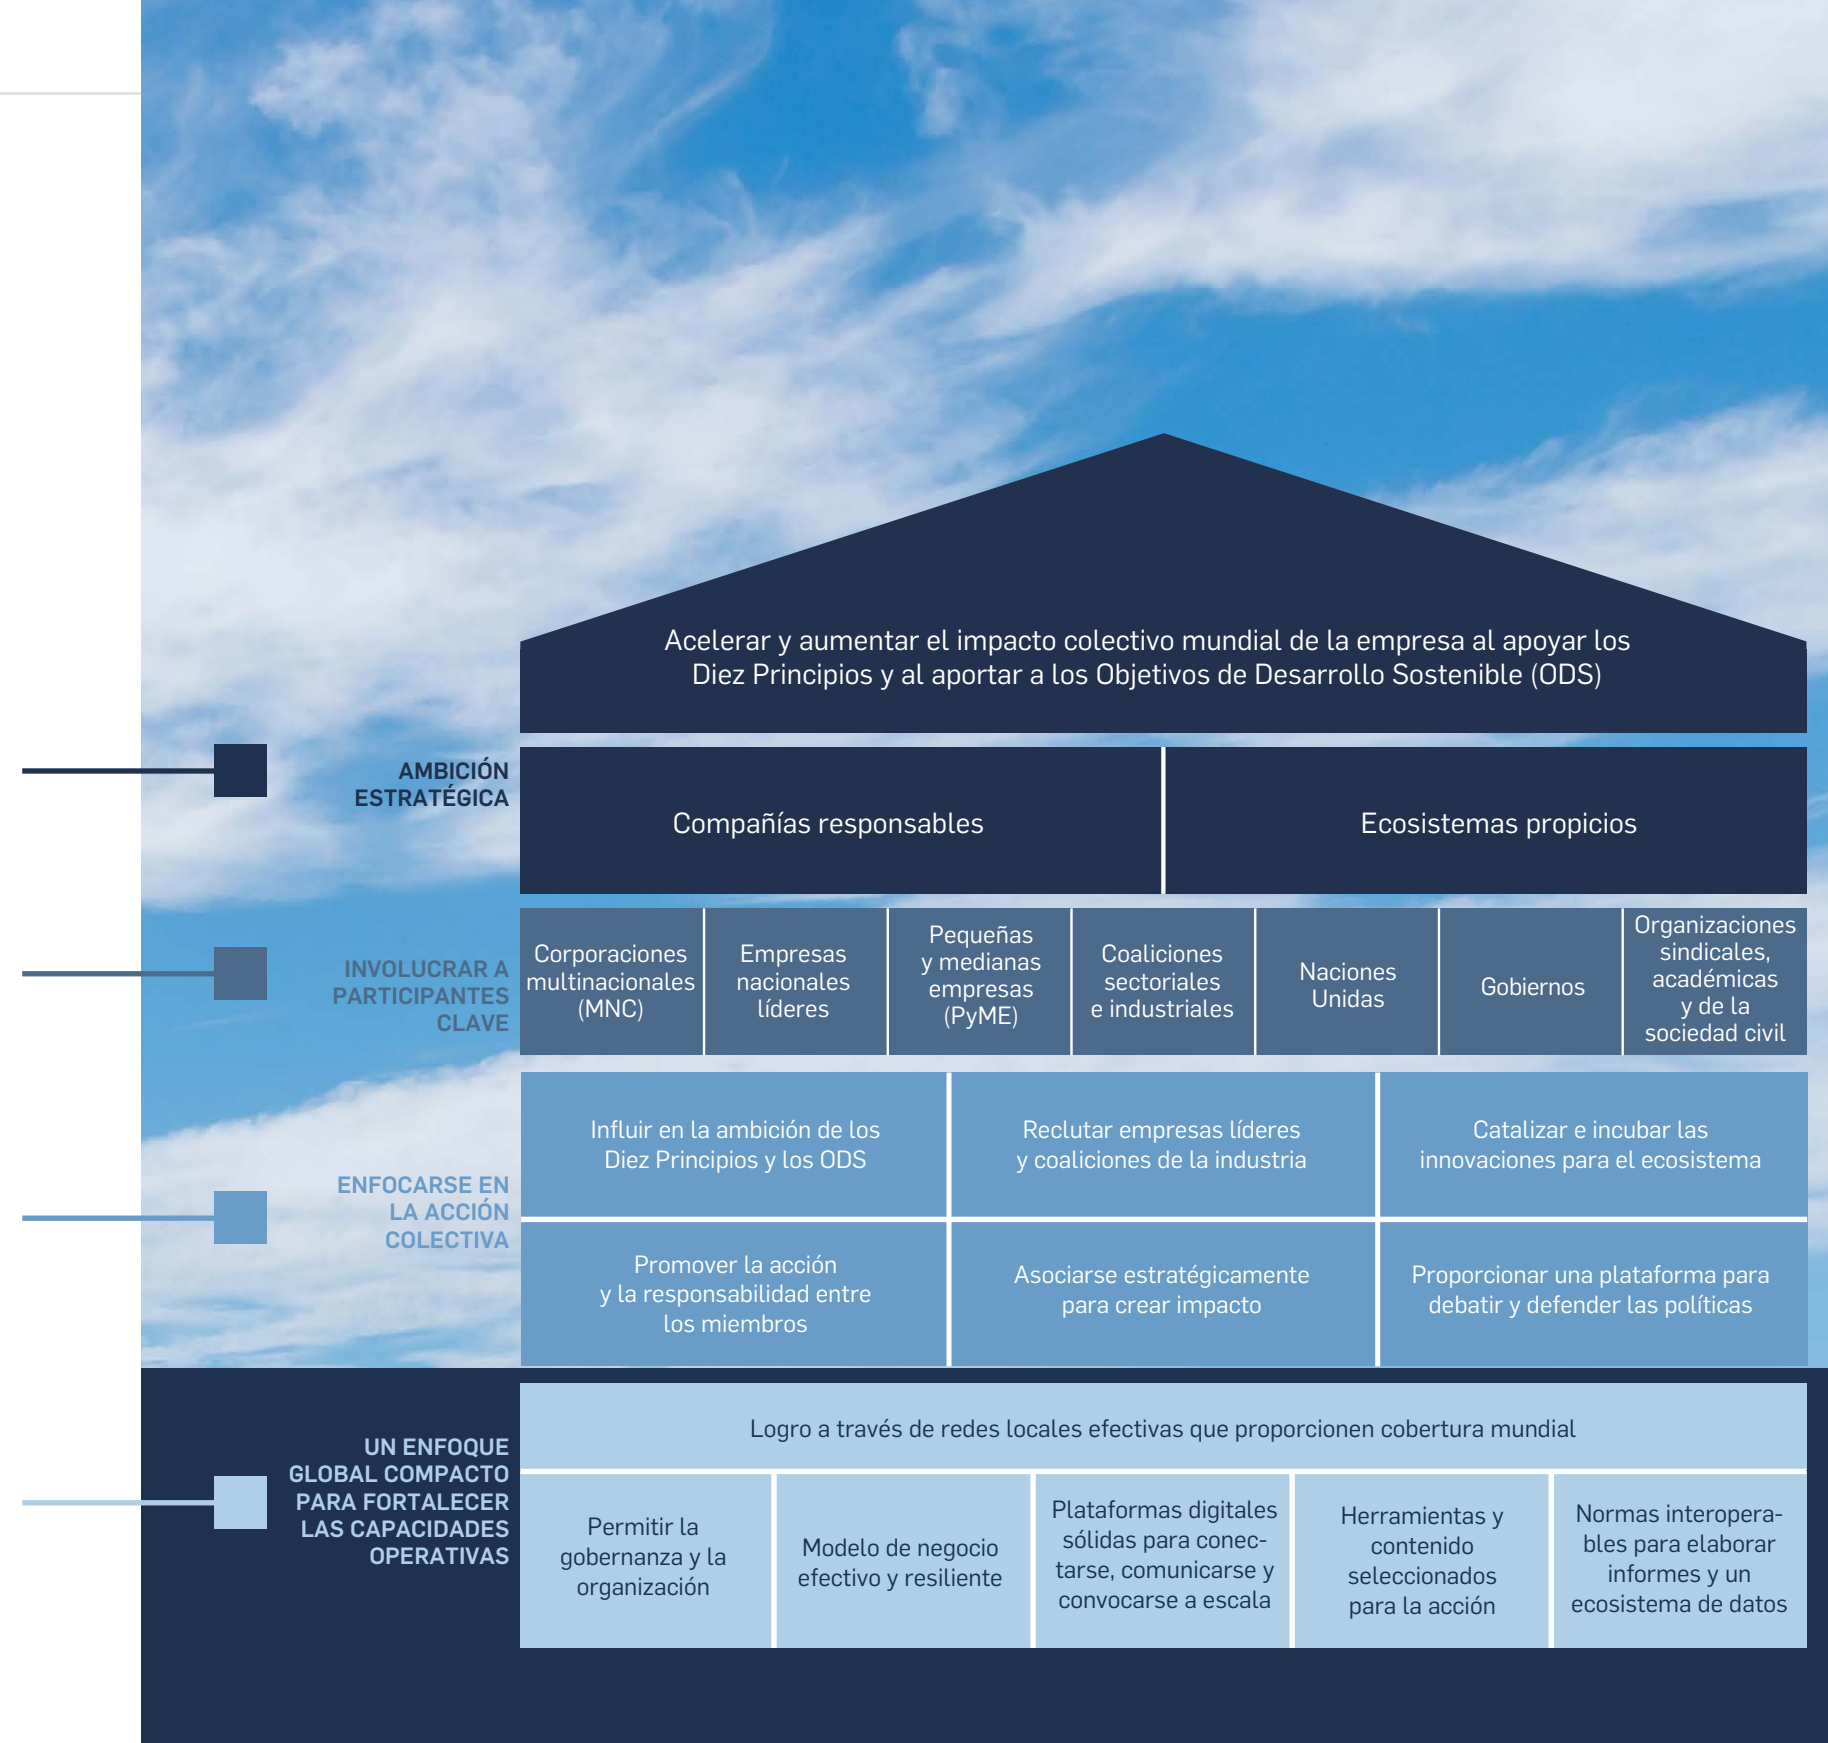 Acelerar y aumentar el impacto colectivo mundial de la empresa al apoyar los
Diez Principios y al aportar a los Objetivos de Desarrollo Sostenible (ODS)
AMBICIÓN
ESTRATÉGICA
Compañías responsables
Ecosistemas propicios
INVOLUCRAR A
PARTICIPANTES
CLAVE
Corporaciones
multinacionales
(MNC)
Empresas
nacionales
líderes
Pequeñas
y medianas
empresas
(PyME)
Coaliciones
sectoriales
e industriales
Naciones
Unidas
Gobiernos
Organizaciones
sindicales,
académicas
y de la
sociedad civil
ENFOCARSE EN
LA ACCIÓN
COLECTIVA
Influir en la ambición de los
Diez Principios y los ODS
Reclutar empresas líderes
y coaliciones de la industria
Catalizar e incubar las
innovaciones para el ecosistema
Promover la acción
y la responsabilidad entre
los miembros
Asociarse estratégicamente
para crear impacto
Proporcionar una plataforma para
debatir y defender las políticas
UN ENFOQUE
GLOBAL COMPACTO
PARA FORTALECER
LAS CAPACIDADES
OPERATIVAS
Logro a través de redes locales efectivas que proporcionen cobertura mundial
Permitir la
gobernanza y la
organización
Modelo de negocio
efectivo y resiliente
Plataformas digitales
sólidas para conec-
tarse, comunicarse y
convocarse a escala
Herramientas y
contenido
seleccionados
para la acción
Normas interopera-
bles para elaborar
informes y un
ecosistema de datos